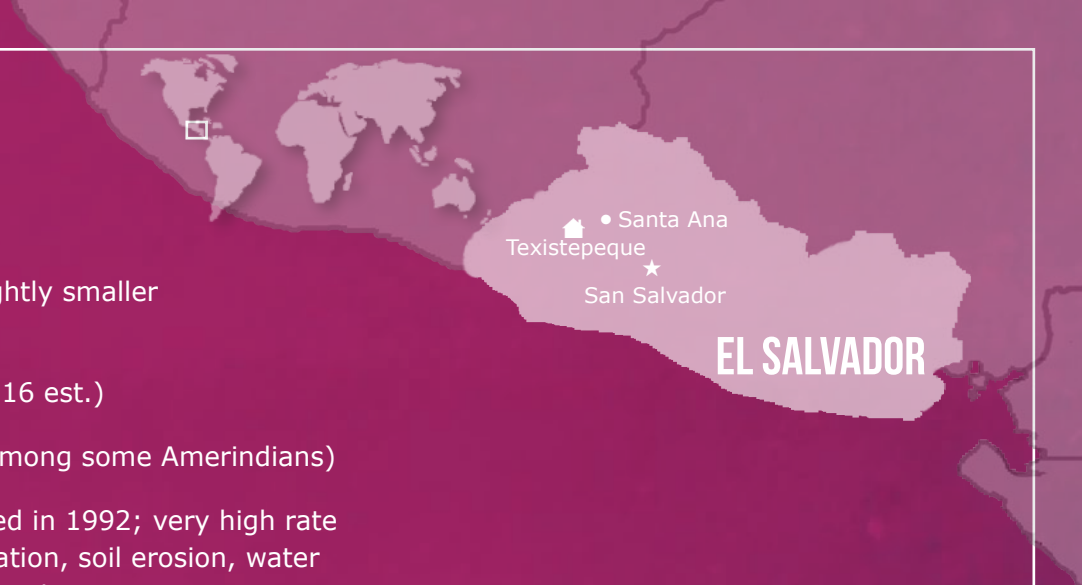 Santa Ana
Texistepeque
San Salvador
ghtly smaller
EL SALVADOR
16 est.)
mong some Amerindians)
ed in 1992; very high rate
ation, soil erosion, water